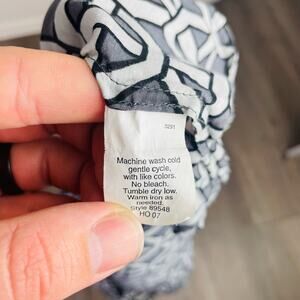 3291
Machine wash cold
gentle cycle,
with like colors.
No bleach.
Tumble dry low.
Warm iron as
needed.
Style 89548
HO 07